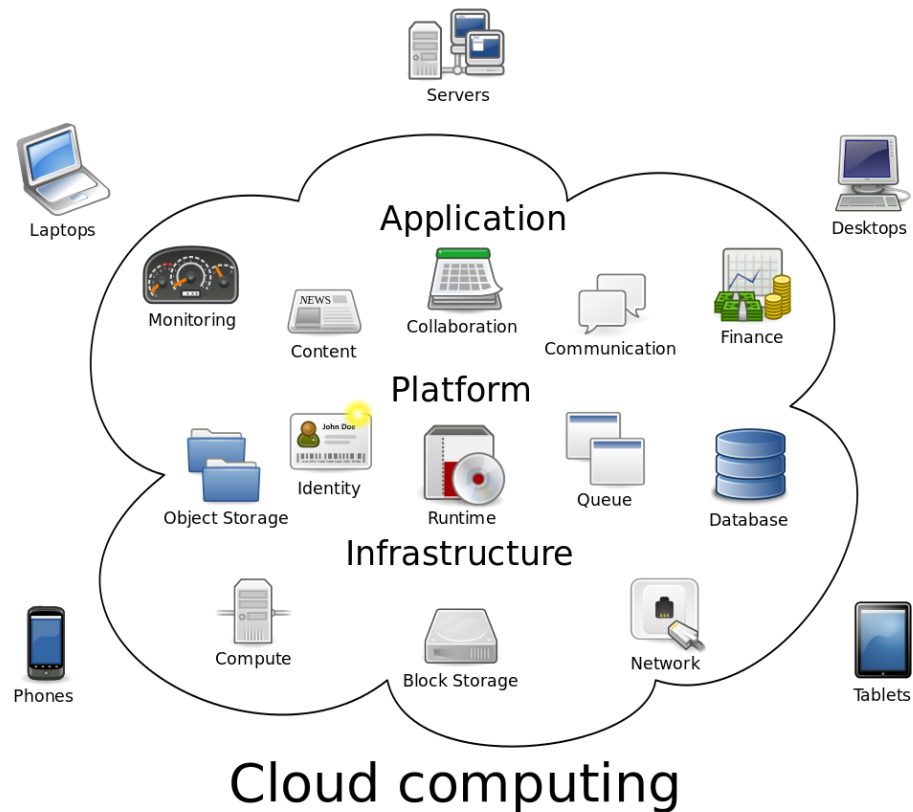 Servers
Laptops
Desktops
Application
Monitoring
NEWS
Content
Collaboration
Communication
Finance
Platform
Object Storage
John Doe
Identity
Runtime
Queue
Database
Infrastructure
Compute
Block Storage
Network
Phones
Tablets
Cloud computing